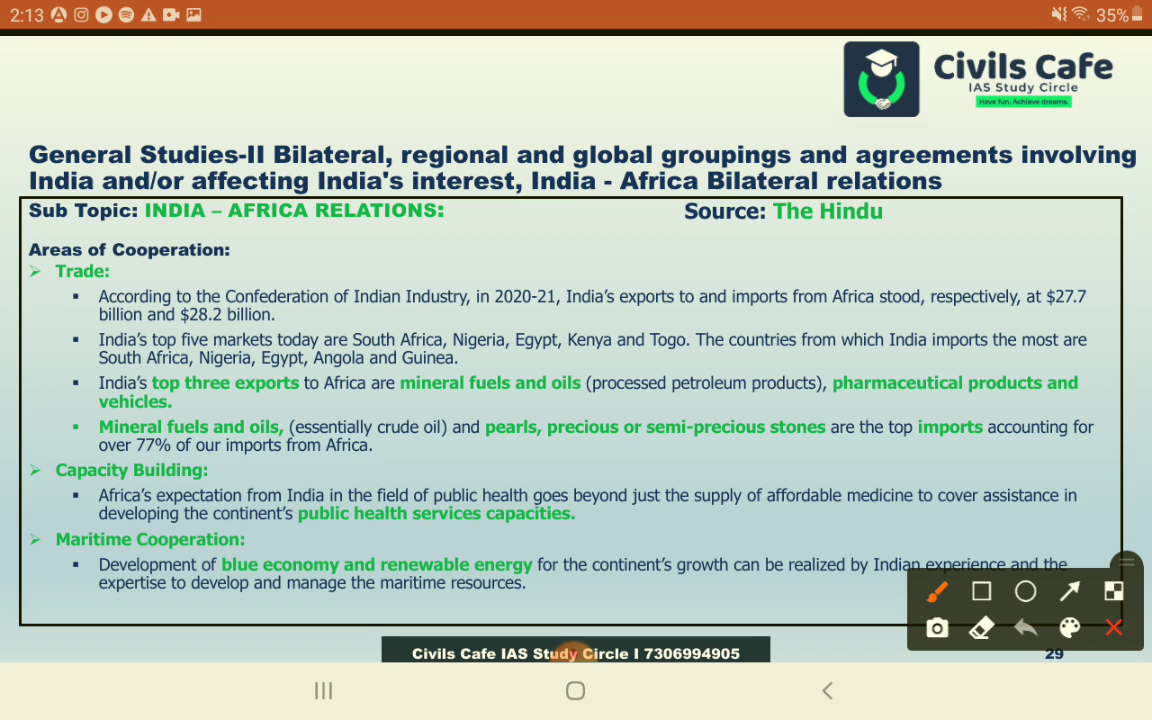 2:13
35%
Civils Cafe
IAS Study Circle
Have fun. Achieve dreams.
General Studies-II Bilateral, regional and global groupings and agreements involving
India and/or affecting India's interest, India - Africa Bilateral relations
Sub Topic: INDIA – AFRICA RELATIONS: Source: The Hindu
Areas of Cooperation:
➢ Trade:
▪ According to the Confederation of Indian Industry, in 2020-21, India’s exports to and imports from Africa stood, respectively, at $27.7
billion and $28.2 billion.
▪ India’s top five markets today are South Africa, Nigeria, Egypt, Kenya and Togo. The countries from which India imports the most are
South Africa, Nigeria, Egypt, Angola and Guinea.
▪ India’s top three exports to Africa are mineral fuels and oils (processed petroleum products), pharmaceutical products and
vehicles.
▪ Mineral fuels and oils, (essentially crude oil) and pearls, precious or semi-precious stones are the top imports accounting for
over 77% of our imports from Africa.
➢ Capacity Building:
▪ Africa’s expectation from India in the field of public health goes beyond just the supply of affordable medicine to cover assistance in
developing the continent’s public health services capacities.
➢ Maritime Cooperation:
▪ Development of blue economy and renewable energy for the continent’s growth can be realized by Indian experience and the
expertise to develop and manage the maritime resources.
Civils Cafe IAS Study Circle I 7306994905
29